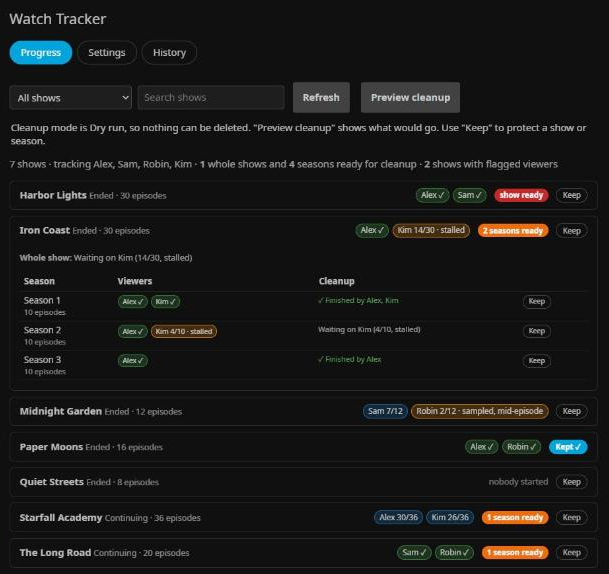 Watch Tracker
Progress Settings History
All shows Search shows Refresh Preview cleanup
Cleanup mode is Dry run, so nothing can be deleted. "Preview cleanup" shows what would go. Use "Keep" to protect a show or
season.
7 shows · tracking Alex, Sam, Robin, Kim · 1 whole shows and 4 seasons ready for cleanup · 2 shows with flagged viewers
Harbor Lights Ended · 30 episodes Alex ✓ Sam ✓ show ready Keep
Iron Coast Ended · 30 episodes Alex ✓ Kim 14/30 · stalled 2 seasons ready Keep
Whole show: Waiting on Kim (14/30, stalled)
Season Viewers Cleanup
Season 1 Alex ✓ Kim ✓ ✓ Finished by Alex, Kim Keep
10 episodes
Season 2 Alex ✓ Kim 4/10 · stalled Waiting on Kim (4/10, stalled) Keep
10 episodes
Season 3 Alex ✓ ✓ Finished by Alex Keep
10 episodes
Midnight Garden Ended · 12 episodes Sam 7/12 Robin 2/12 · sampled, mid-episode Keep
Paper Moons Ended · 16 episodes Alex ✓ Robin ✓ Kept ✓
Quiet Streets Ended · 8 episodes nobody started Keep
Starfall Academy Continuing · 36 episodes Alex 30/36 Kim 26/36 1 season ready Keep
The Long Road Continuing · 20 episodes Sam ✓ Robin ✓ 1 season ready Keep